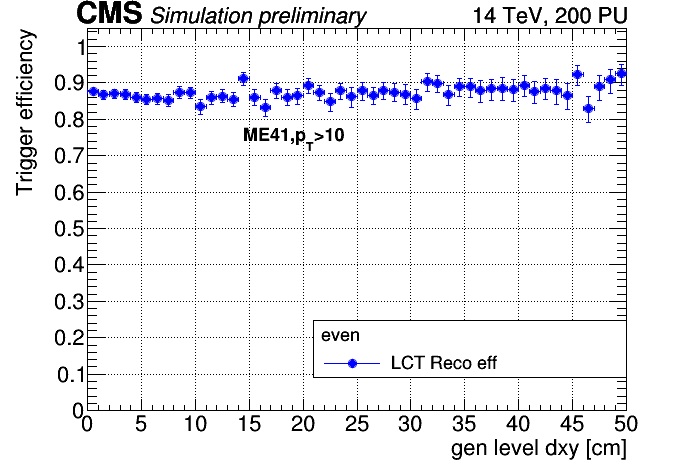 CMS Simulation preliminary 14 TeV, 200 PU
Trigger efficiency
1
0.9
0.8
0.7
0.6
0.5
0.4
0.3
0.2
0.1
0
ME41,pT>10
even
LCT Reco eff
0 5 10 15 20 25 30 35 40 45 50
gen level dxy [cm]